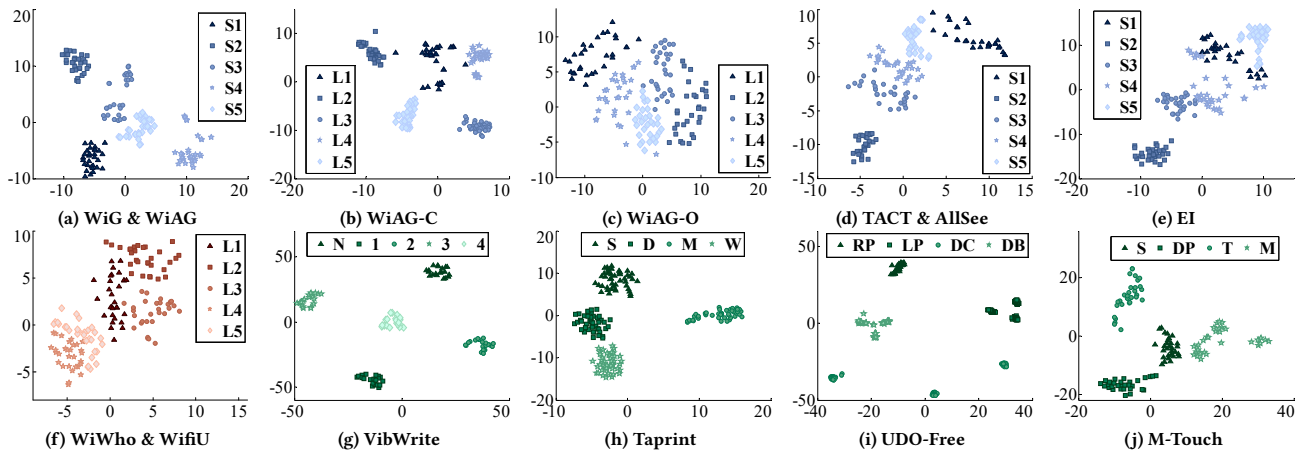 20
10
0
-10
-10 0 10 20
S1
S2
S3
S4
S5
(a) WiG & WiAG
15
10
0
-10
-20
-20 -10 0 10
L1
L2
L3
L4
L5
(b) WiAG-C
15
10
5
0
-5
-10
-10 0 10 20
L1
L2
L3
L4
L5
(c) WiAG-O
10
5
0
-5
-10
-15
-10 -5 0 5 10 15
S1
S2
S3
S4
S5
(d) TACT & AllSee
15
10
0
-10
-20
-20 -10 0 10
S1
S2
S3
S4
S5
(e) EI
10
5
0
-5
-5 0 5 10 15
L1
L2
L3
L4
L5
(f) WiWho & WifiU
N 1 2 3 4
50
0
-50
-50 0 50
(g) VibWrite
S D M W
20
10
0
-10
-20
-10 0 10 20
(h) Taprint
RP LP DC DB
50
0
-50
-40 -20 0 20 40
(i) UDO-Free
S DP T M
20
0
-20
-20 0 20 40
(j) M-Touch